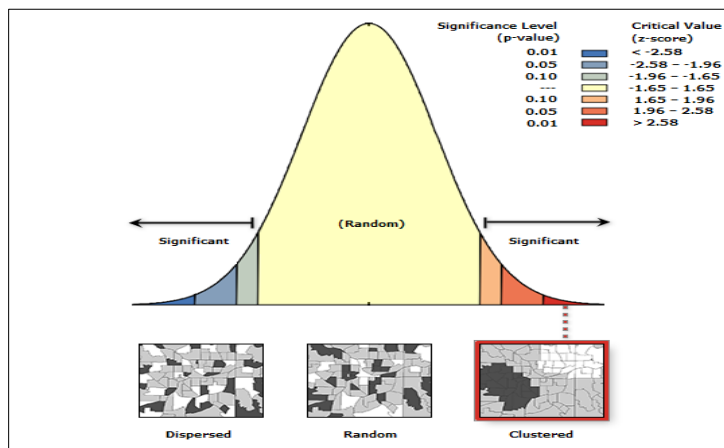 Significance Level Critical Value
(p-value) (z-score)
0.01 < -2.58
0.05 -2.58 – -1.96
0.10 -1.96 – -1.65
--- -1.65 – 1.65
0.10 1.65 – 1.96
0.05 1.96 – 2.58
0.01 > 2.58
(Random)
Significant Significant
Dispersed Random Clustered